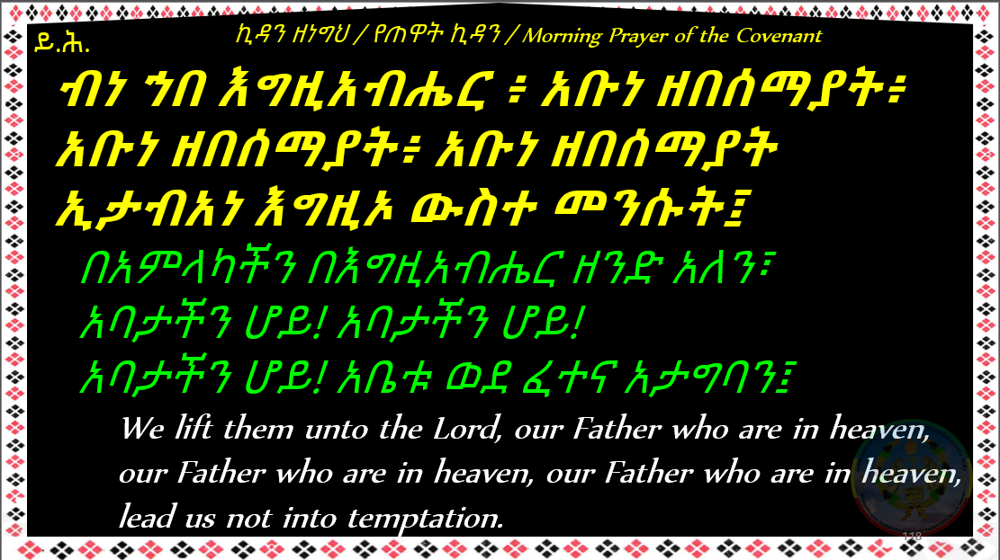 ይ.ሕ.
ኪዳን ዘነግህ / የጠዋት ኪዳን / Morning Prayer of the Covenant
ብነ ኀበ እግዚአብሔር ፥ አቡነ ዘበሰማያት፥
አቡነ ዘበሰማያት፥ አቡነ ዘበሰማያት
ኢታብአነ እግዚኦ ውስተ መንሱት፤
በአምላካችን በእግዚአብሔር ዘንድ አለን፣
አባታችን ሆይ! አባታችን ሆይ!
አባታችን ሆይ! አቤቱ ወደ ፈተና አታግባን፤
We lift them unto the Lord, our Father who are in heaven,
our Father who are in heaven, our Father who are in heaven,
lead us not into temptation.
118